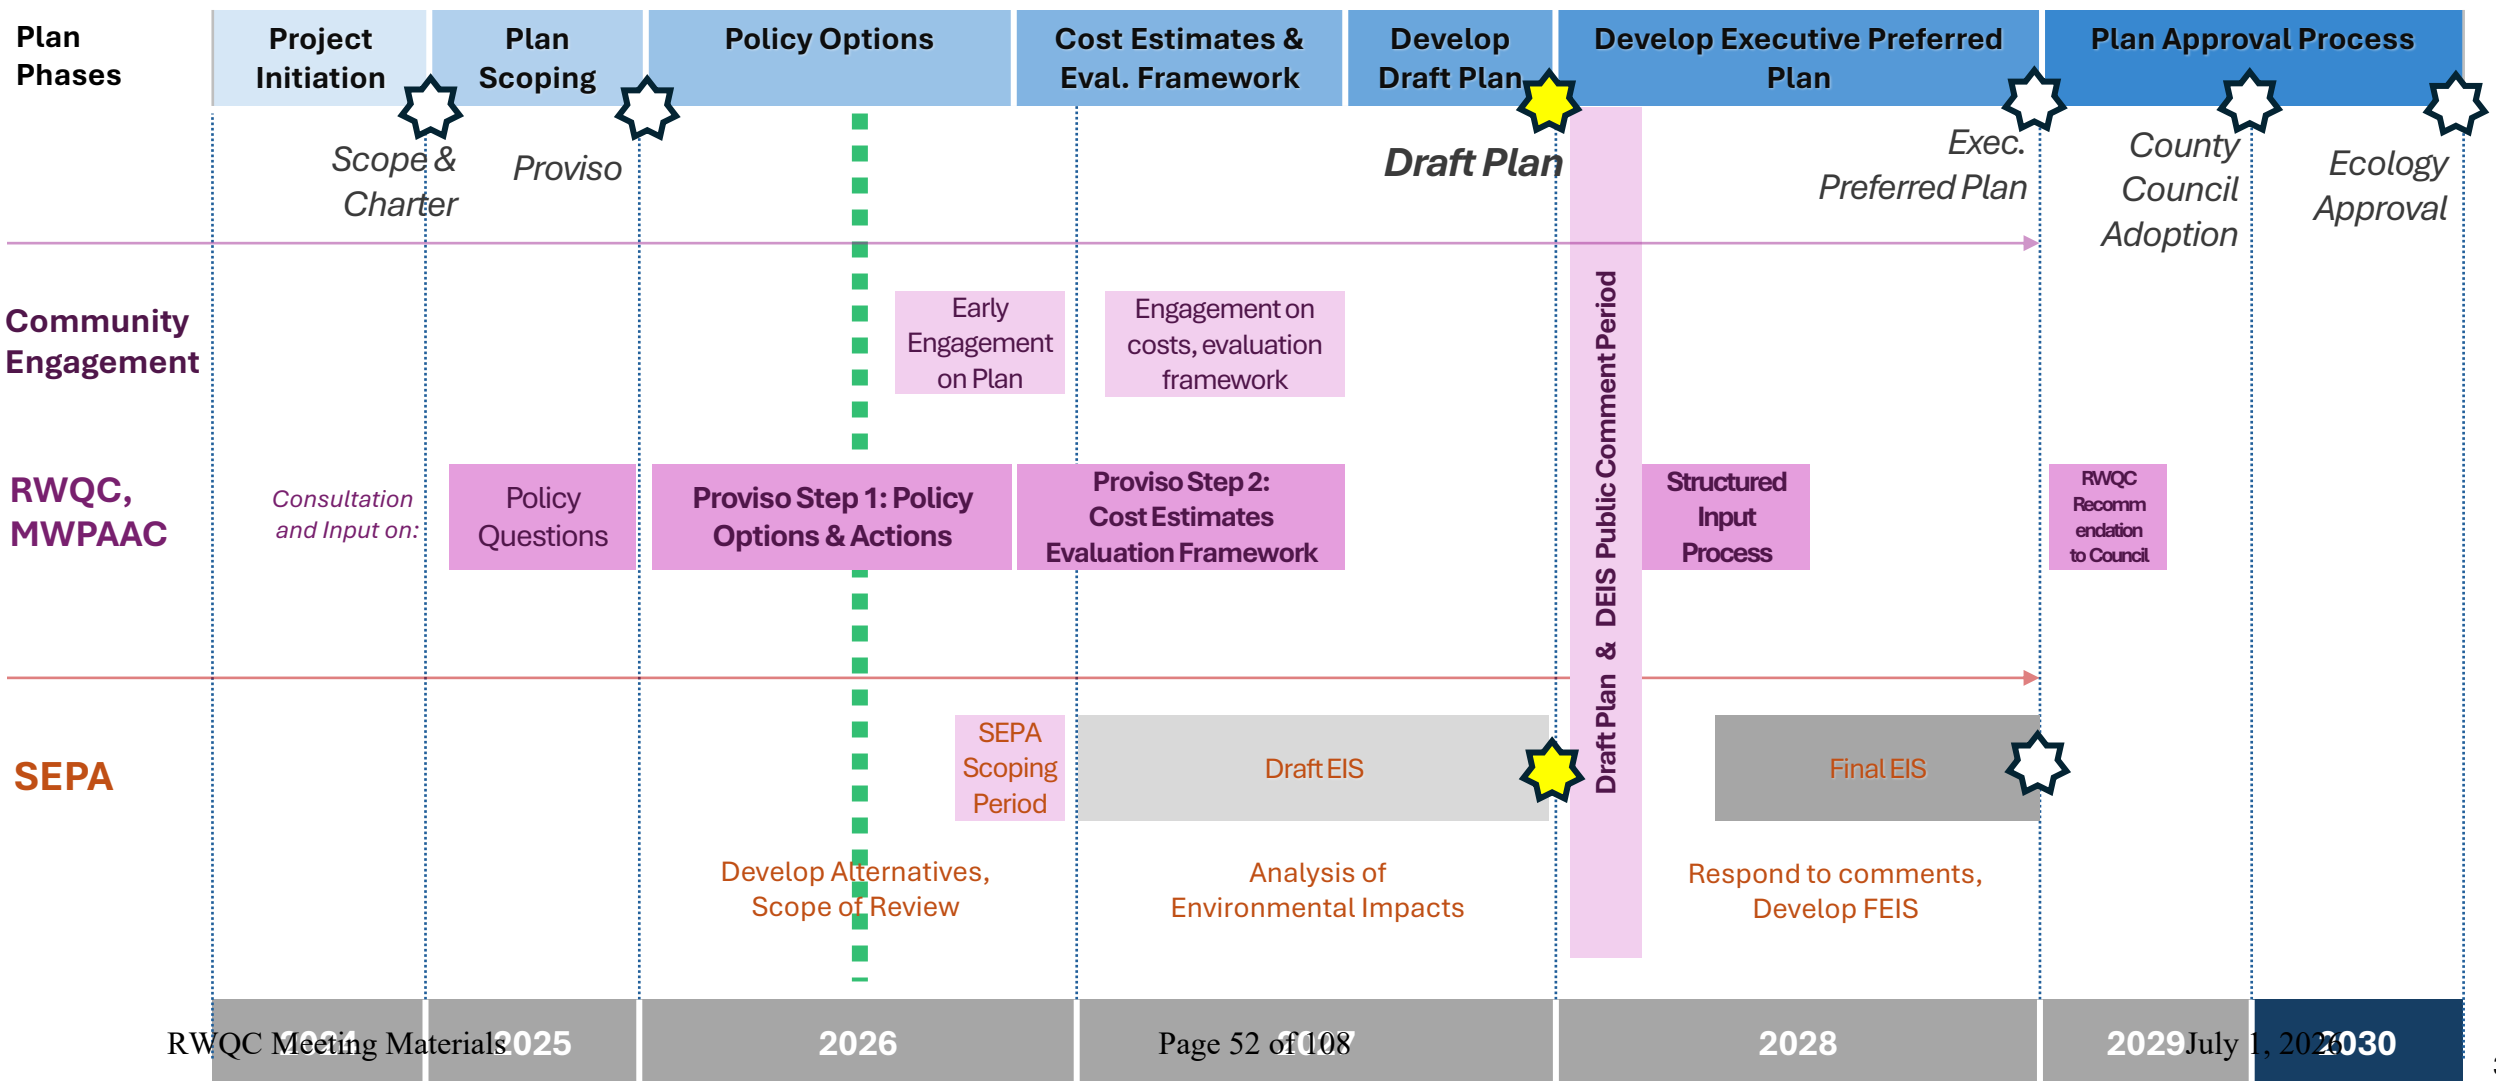 Plan
Phases
Project
Initiation
Plan
Scoping
Policy Options
Cost Estimates &
Eval. Framework
Develop
Draft Plan
Develop Executive Preferred
Plan
Plan Approval Process
Scope &
Charter
Proviso
Draft Plan
Exec.
Preferred Plan
County
Council
Adoption
Ecology
Approval
Community
Engagement
Early
Engagement
on Plan
Engagement on
costs, evaluation
framework
Draft Plan & DEIS Public Comment Period
RWQC,
MWPAAC
Consultation
and Input on:
Policy
Questions
Proviso Step 1: Policy
Options & Actions
Proviso Step 2:
Cost Estimates
Evaluation Framework
Structured
Input
Process
RWQC
Recomm
endation
to Council
SEPA
SEPA
Scoping
Period
Draft EIS
Final EIS
Develop Alternatives,
Scope of Review
Analysis of
Environmental Impacts
Respond to comments,
Develop FEIS
2024 2025 2026 2027 2028 2029 2030
RWQC Meeting Materials Page 52 of 108 July 1, 2026